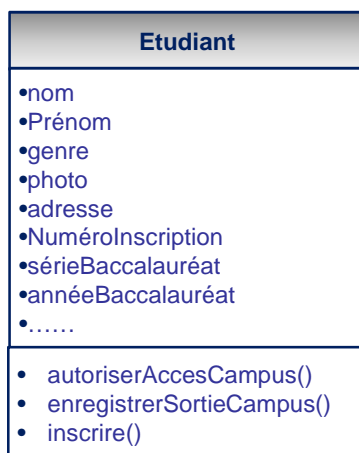 Etudiant
•nom
•Prénom
•genre
•photo
•adresse
•NuméroInscription
•sérieBaccalauréat
•annéeBaccalauréat
•……
• autoriserAccesCampus()
• enregistrerSortieCampus()
• inscrire()